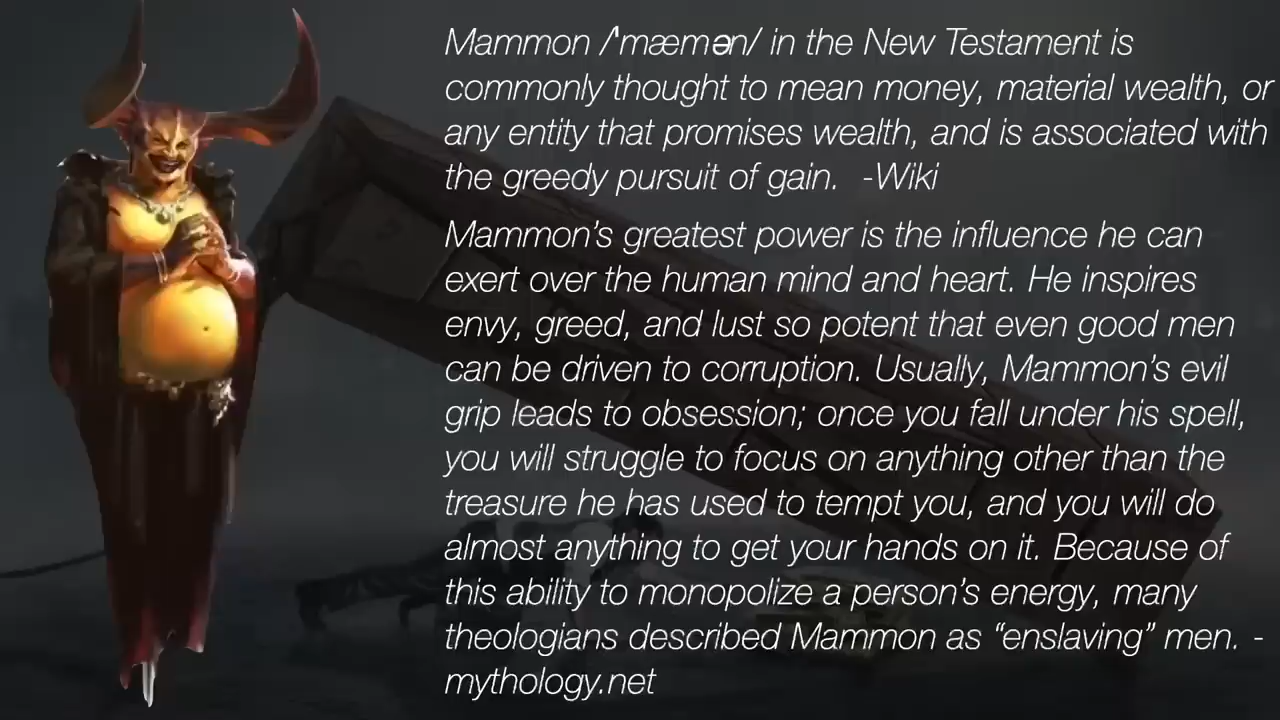 Mammon /ˈmæmən/ in the New Testament is
commonly thought to mean money, material wealth, or
any entity that promises wealth, and is associated with
the greedy pursuit of gain.  -Wiki
Mammon’s greatest power is the influence he can
exert over the human mind and heart. He inspires
envy, greed, and lust so potent that even good men
can be driven to corruption. Usually, Mammon’s evil
grip leads to obsession; once you fall under his spell,
you will struggle to focus on anything other than the
treasure he has used to tempt you, and you will do
almost anything to get your hands on it. Because of
this ability to monopolize a person’s energy, many
theologians described Mammon as “enslaving” men. -
mythology.net